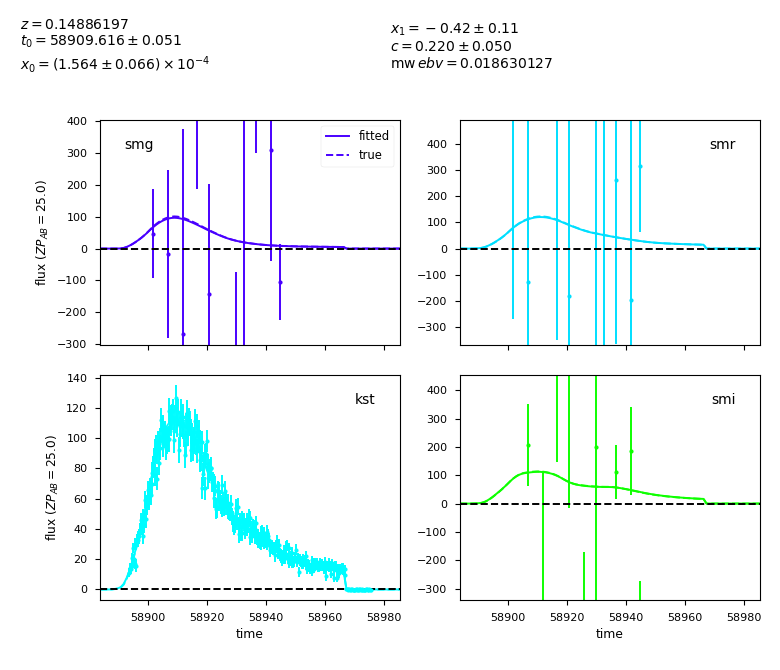 z = 0.14886197
t₀ = 58909.616 ± 0.051
x₀ = (1.564 ± 0.066) × 10⁻⁴
x₁ = −0.42 ± 0.11
c = 0.220 ± 0.050
mw ebv = 0.018630127
smg
fitted
true
400
300
200
100
0
−100
−200
−300
flux (ZP_AB = 25.0)
smr
400
300
200
100
0
−100
−200
−300
kst
140
120
100
80
60
40
20
0
flux (ZP_AB = 25.0)
58900 58920 58940 58960 58980
time
smi
400
300
200
100
0
−100
−200
−300
58900 58920 58940 58960 58980
time